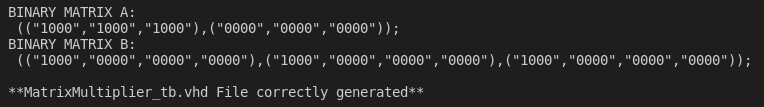 BINARY MATRIX A:
(("1000","1000","1000"),("0000","0000","0000"));
BINARY MATRIX B:
(("1000","0000","0000","0000"),("1000","0000","0000","0000"),("1000","0000","0000","0000"));
**MatrixMultiplier_tb.vhd File correctly generated**